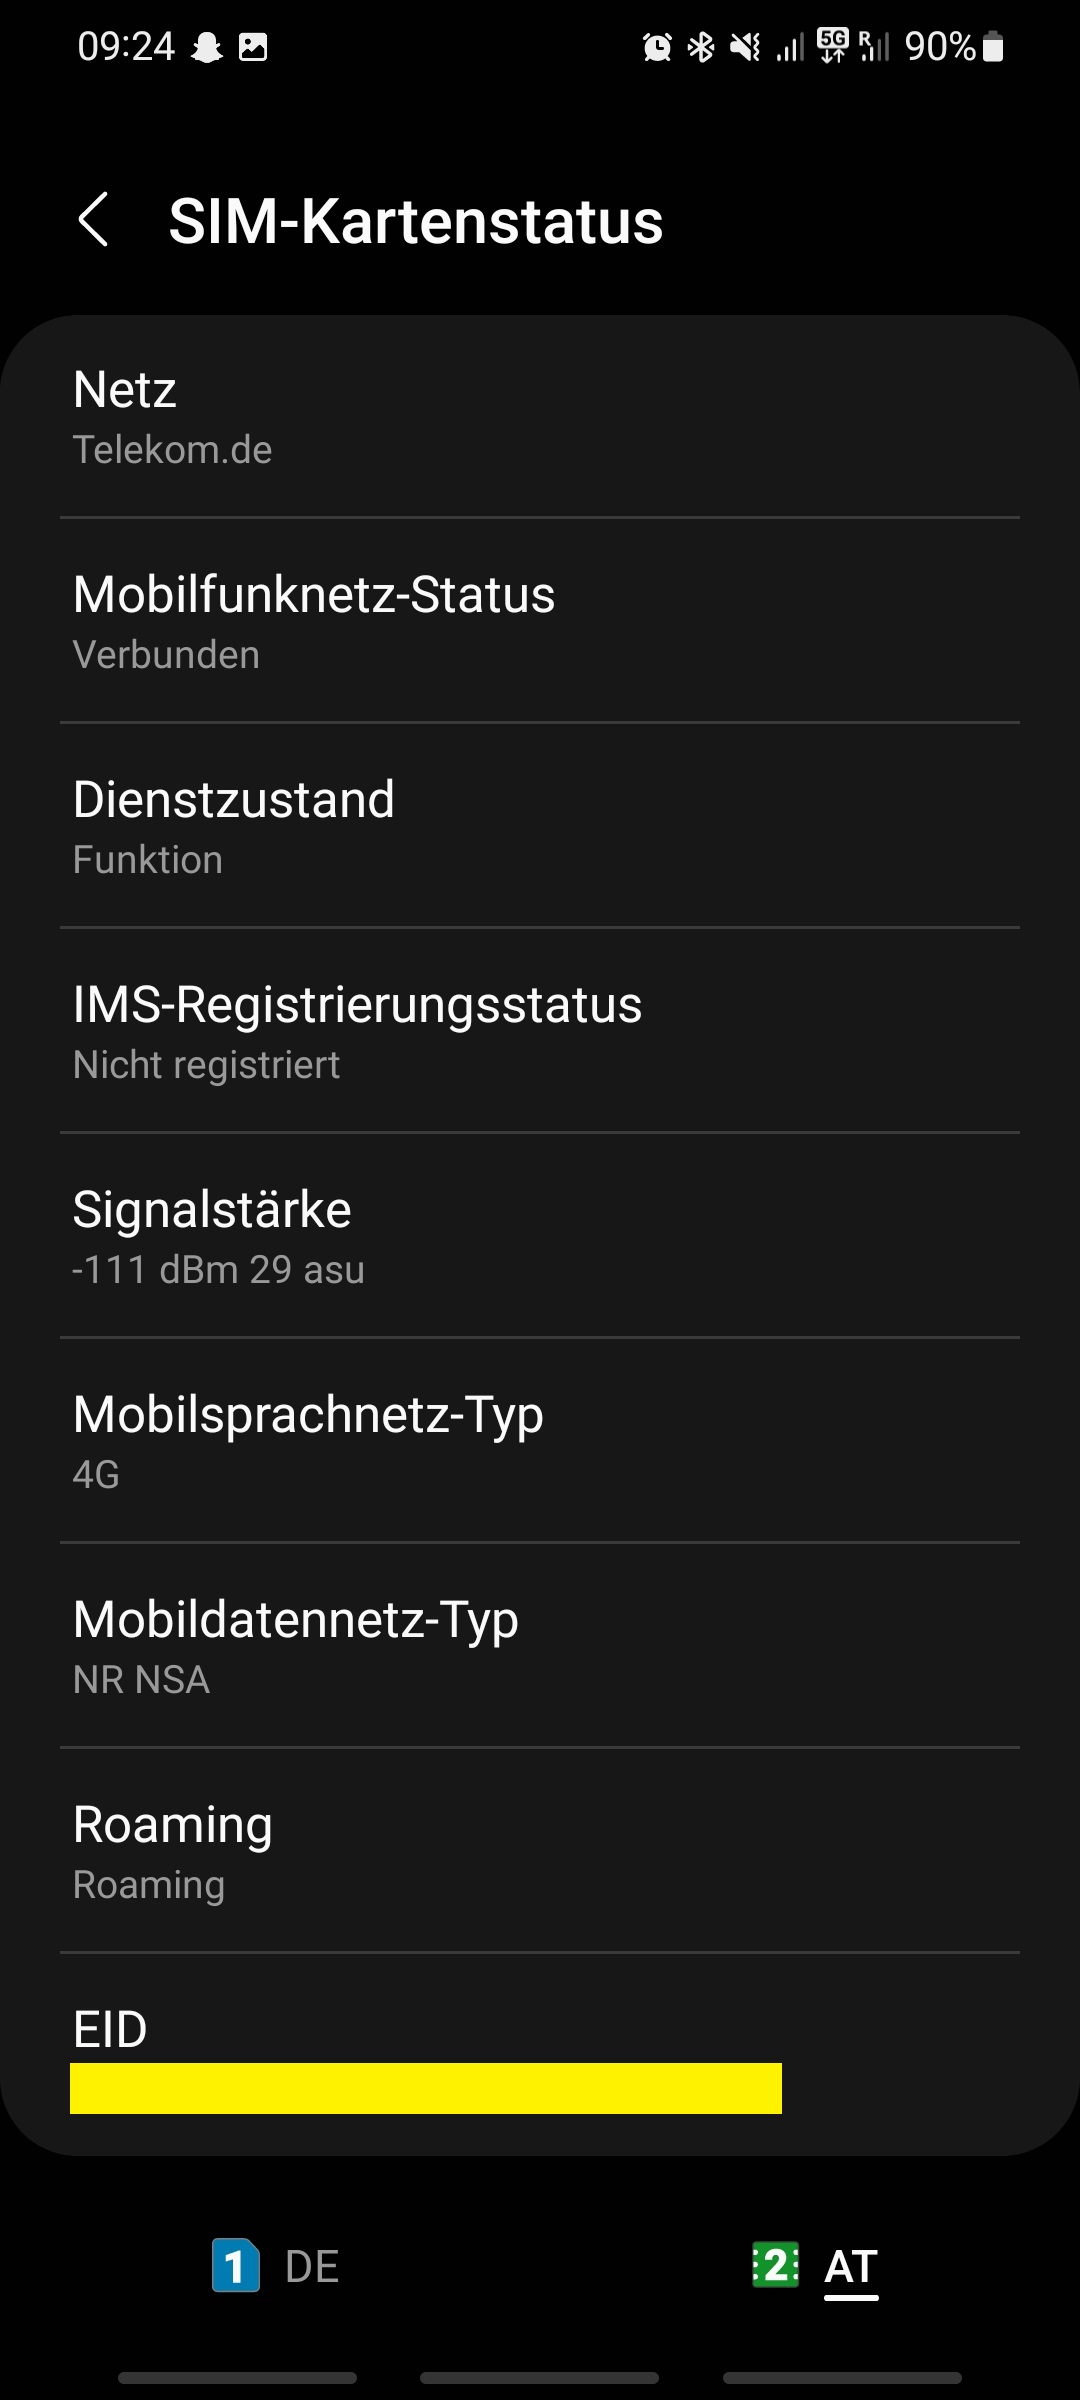 09:24 5G R 90%
SIM-Kartenstatus
Netz
Telekom.de
Mobilfunknetz-Status
Verbunden
Dienstzustand
Funktion
IMS-Registrierungsstatus
Nicht registriert
Signalstärke
-111 dBm 29 asu
Mobilsprachnetz-Typ
4G
Mobildatennetz-Typ
NR NSA
Roaming
Roaming
EID
1 DE 2 AT